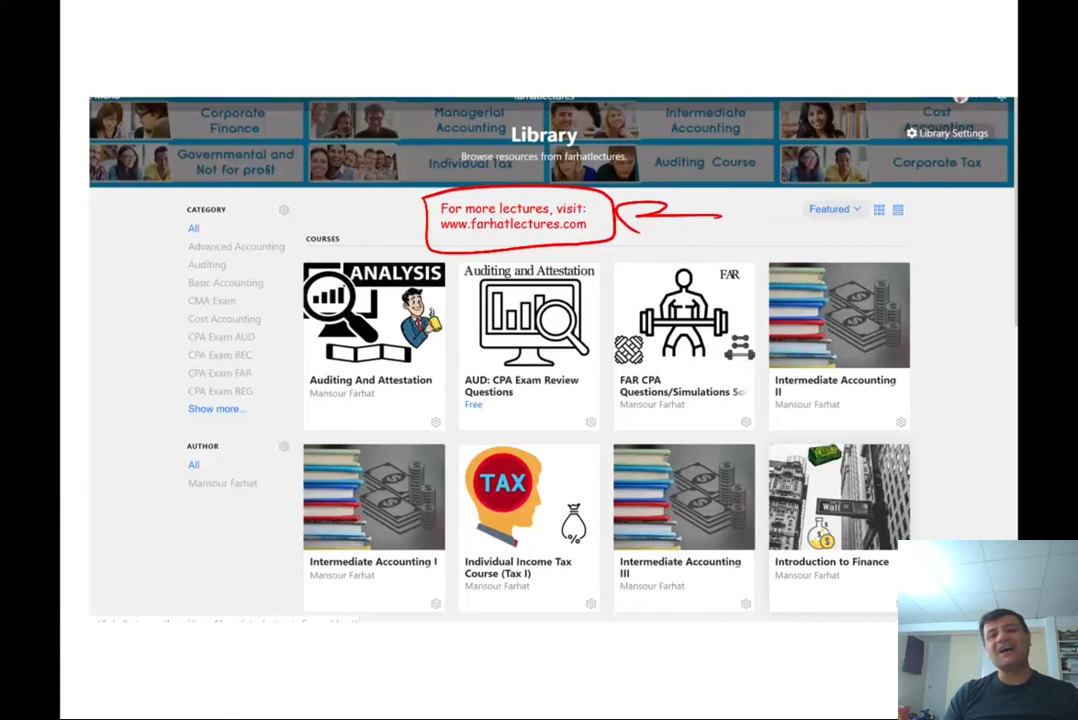 farhatlectures
Corporate
Finance
Managerial
Accounting
Intermediate
Accounting
Cost
Accounting
Library
Library Settings
Browse resources from farhatlectures.
Governmental and
Not for profit
Individual Tax
Auditing Course
Corporate Tax
For more lectures, visit:
www.farhatlectures.com
Featured
CATEGORY
All
Advanced Accounting
Auditing
Basic Accounting
CMA Exam
Cost Accounting
CPA Exam AUD
CPA Exam BEC
CPA Exam FAR
CPA Exam REG
Show more...
AUTHOR
All
Mansour Farhat
COURSES
ANALYSIS
Auditing And Attestation
Mansour Farhat
Auditing and Attestation
AUD: CPA Exam Review
Questions
Free
FAR
FAR CPA
Questions/Simulations So
Mansour Farhat
Intermediate Accounting
II
Mansour Farhat
Intermediate Accounting I
Mansour Farhat
TAX
%
Individual Income Tax
Course (Tax I)
Mansour Farhat
Intermediate Accounting
III
Mansour Farhat
Wall
Introduction to Finance
Mansour Farhat